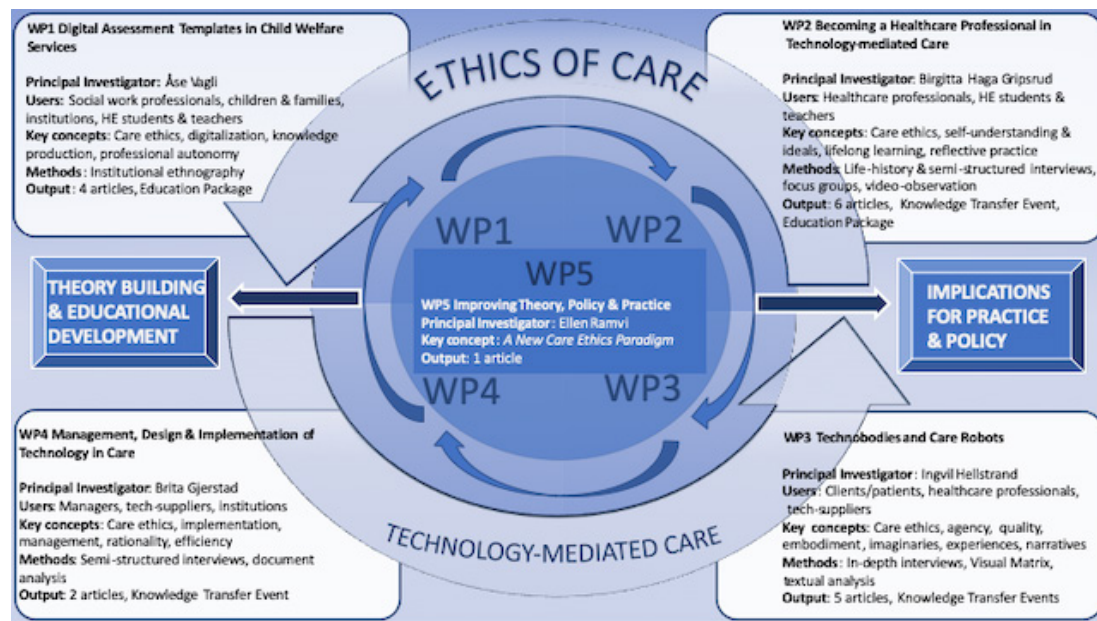 WP1 Digital Assessment Templates in Child Welfare
Services
Principal Investigator: Åse Vagli
Users: Social work professionals, children & families,
institutions, HE students & teachers
Key concepts: Care ethics, digitalization, knowledge
production, professional autonomy
Methods: Institutional ethnography
Output: 4 articles, Education Package
ETHICS OF CARE
WP2 Becoming a Healthcare Professional in
Technology-mediated Care
Principal Investigator: Birgitta Haga Gripsrud
Users: Healthcare professionals, HE students &
teachers
Key concepts: Care ethics, self-understanding &
ideals, lifelong learning, reflective practice
Methods: Life-history & semi-structured interviews,
focus groups, video-observation
Output: 6 articles, Knowledge Transfer Event,
Education Package
WP1
WP2
THEORY BUILDING
& EDUCATIONAL
DEVELOPMENT
WP5
WP5 Improving Theory, Policy & Practice
Principal Investigator: Ellen Ramvi
Key concept: A New Care Ethics Paradigm
Output: 1 article
IMPLICATIONS
FOR PRACTICE
& POLICY
WP4
WP3
WP4 Management, Design & Implementation of
Technology in Care
Principal Investigator: Brita Gjerstad
Users: Managers, tech-suppliers, institutions
Key concepts: Care ethics, implementation,
management, rationality, efficiency
Methods: Semi-structured interviews, document
analysis
Output: 2 articles, Knowledge Transfer Event
TECHNOLOGY-MEDIATED CARE
WP3 Technobodies and Care Robots
Principal Investigator: Ingvil Hellstrand
Users: Clients/patients, healthcare professionals,
tech-suppliers
Key concepts: Care ethics, agency, quality,
embodiment, imaginaries, experiences, narratives
Methods: In-depth interviews, Visual Matrix,
textual analysis
Output: 5 articles, Knowledge Transfer Events